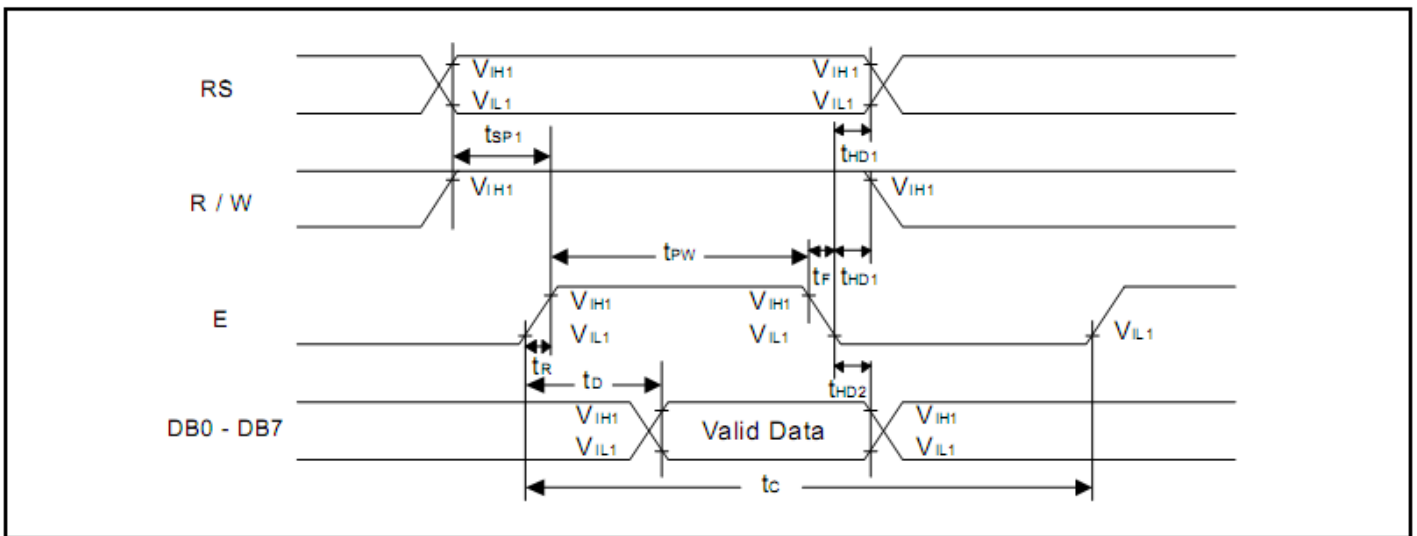 RS
VIH1
VIH1
VIL1
VIL1
tSP1
tHD1
R / W
VIH1
VIH1
tPW
tF
tHD1
E
VIH1
VIH1
VIL1
VIL1
VIL1
tR
tD
tHD2
DB0 - DB7
VIH1
Valid Data
VIH1
VIL1
VIL1
tC